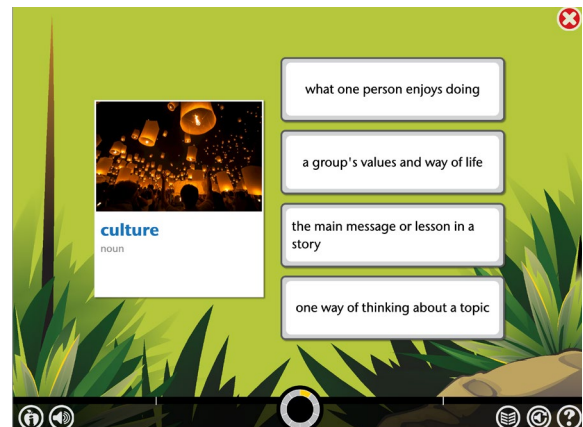 culture
noun
what one person enjoys doing
a group's values and way of life
the main message or lesson in a
story
one way of thinking about a topic